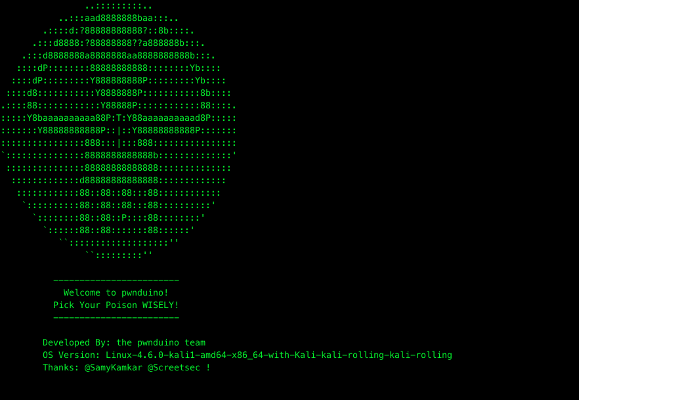 ..:::::::::..
..:::aad8888888baa:::..
.::::d:?88888888888?::8b::::.
.:::d8888:?88888888??a888888b:::.
.:::d8888888a8888888aa8888888888b:::.
::::dP::::::::88888888888::::::::Yb::::
::::dP:::::::::Y888888888P:::::::::Yb::::
::::d8:::::::::::Y8888888P:::::::::::8b::::
.::::88::::::::::::Y88888P::::::::::::88::::.
:::::Y8baaaaaaaaaa88P:T:Y88aaaaaaaaaad8P:::::
:::::::Y88888888888P::|::Y88888888888P:::::::
::::::::::::::::888:::|:::888::::::::::::::::
`:::::::::::::::8888888888888b::::::::::::::'
:::::::::::::::88888888888888::::::::::::::
:::::::::::::d88888888888888:::::::::::::
::::::::::::88::88::88:::88::::::::::::
`::::::::::88::88::88:::88::::::::::'
`::::::::88::88::P::::88::::::::'
`::::::88::88:::::::88::::::'
``:::::::::::::::::::''
``:::::::::''
~~~~~~~~~~~~~~~~~~~~~~~~
Welcome to pwnduino!
Pick Your Poison WISELY!
~~~~~~~~~~~~~~~~~~~~~~~~
Developed By: the pwnduino team
OS Version: Linux-4.6.0-kali1-amd64-x86_64-with-Kali-kali-rolling-kali-rolling
Thanks: @SamyKamkar @Screetsec !